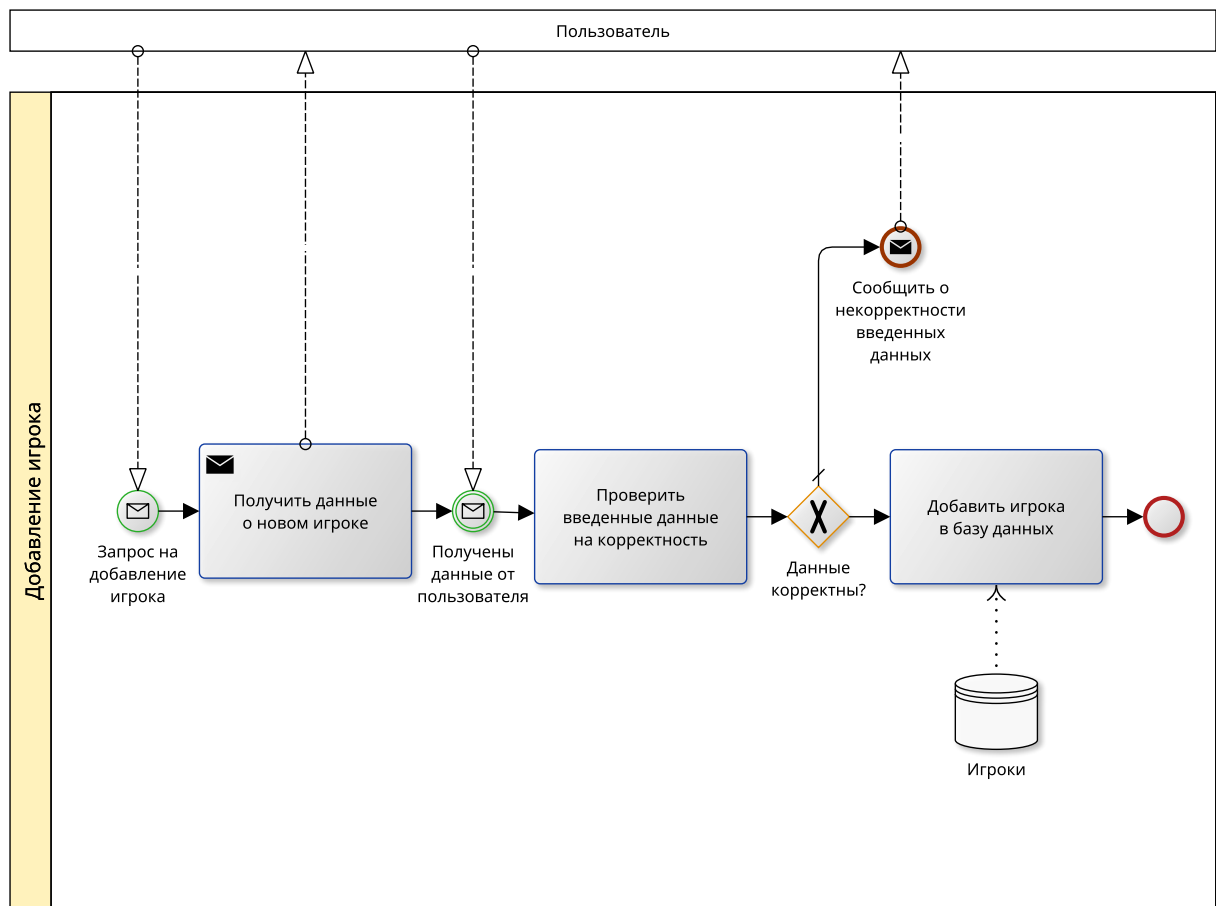 Пользователь
Добавление игрока
Сообщить о
некорректности
введенных
данных
Запрос на
добавление
игрока
Получить данные
о новом игроке
Получены
данные от
пользователя
Проверить
введенные данные
на корректность
Данные
корректны?
Добавить игрока
в базу данных
Игроки